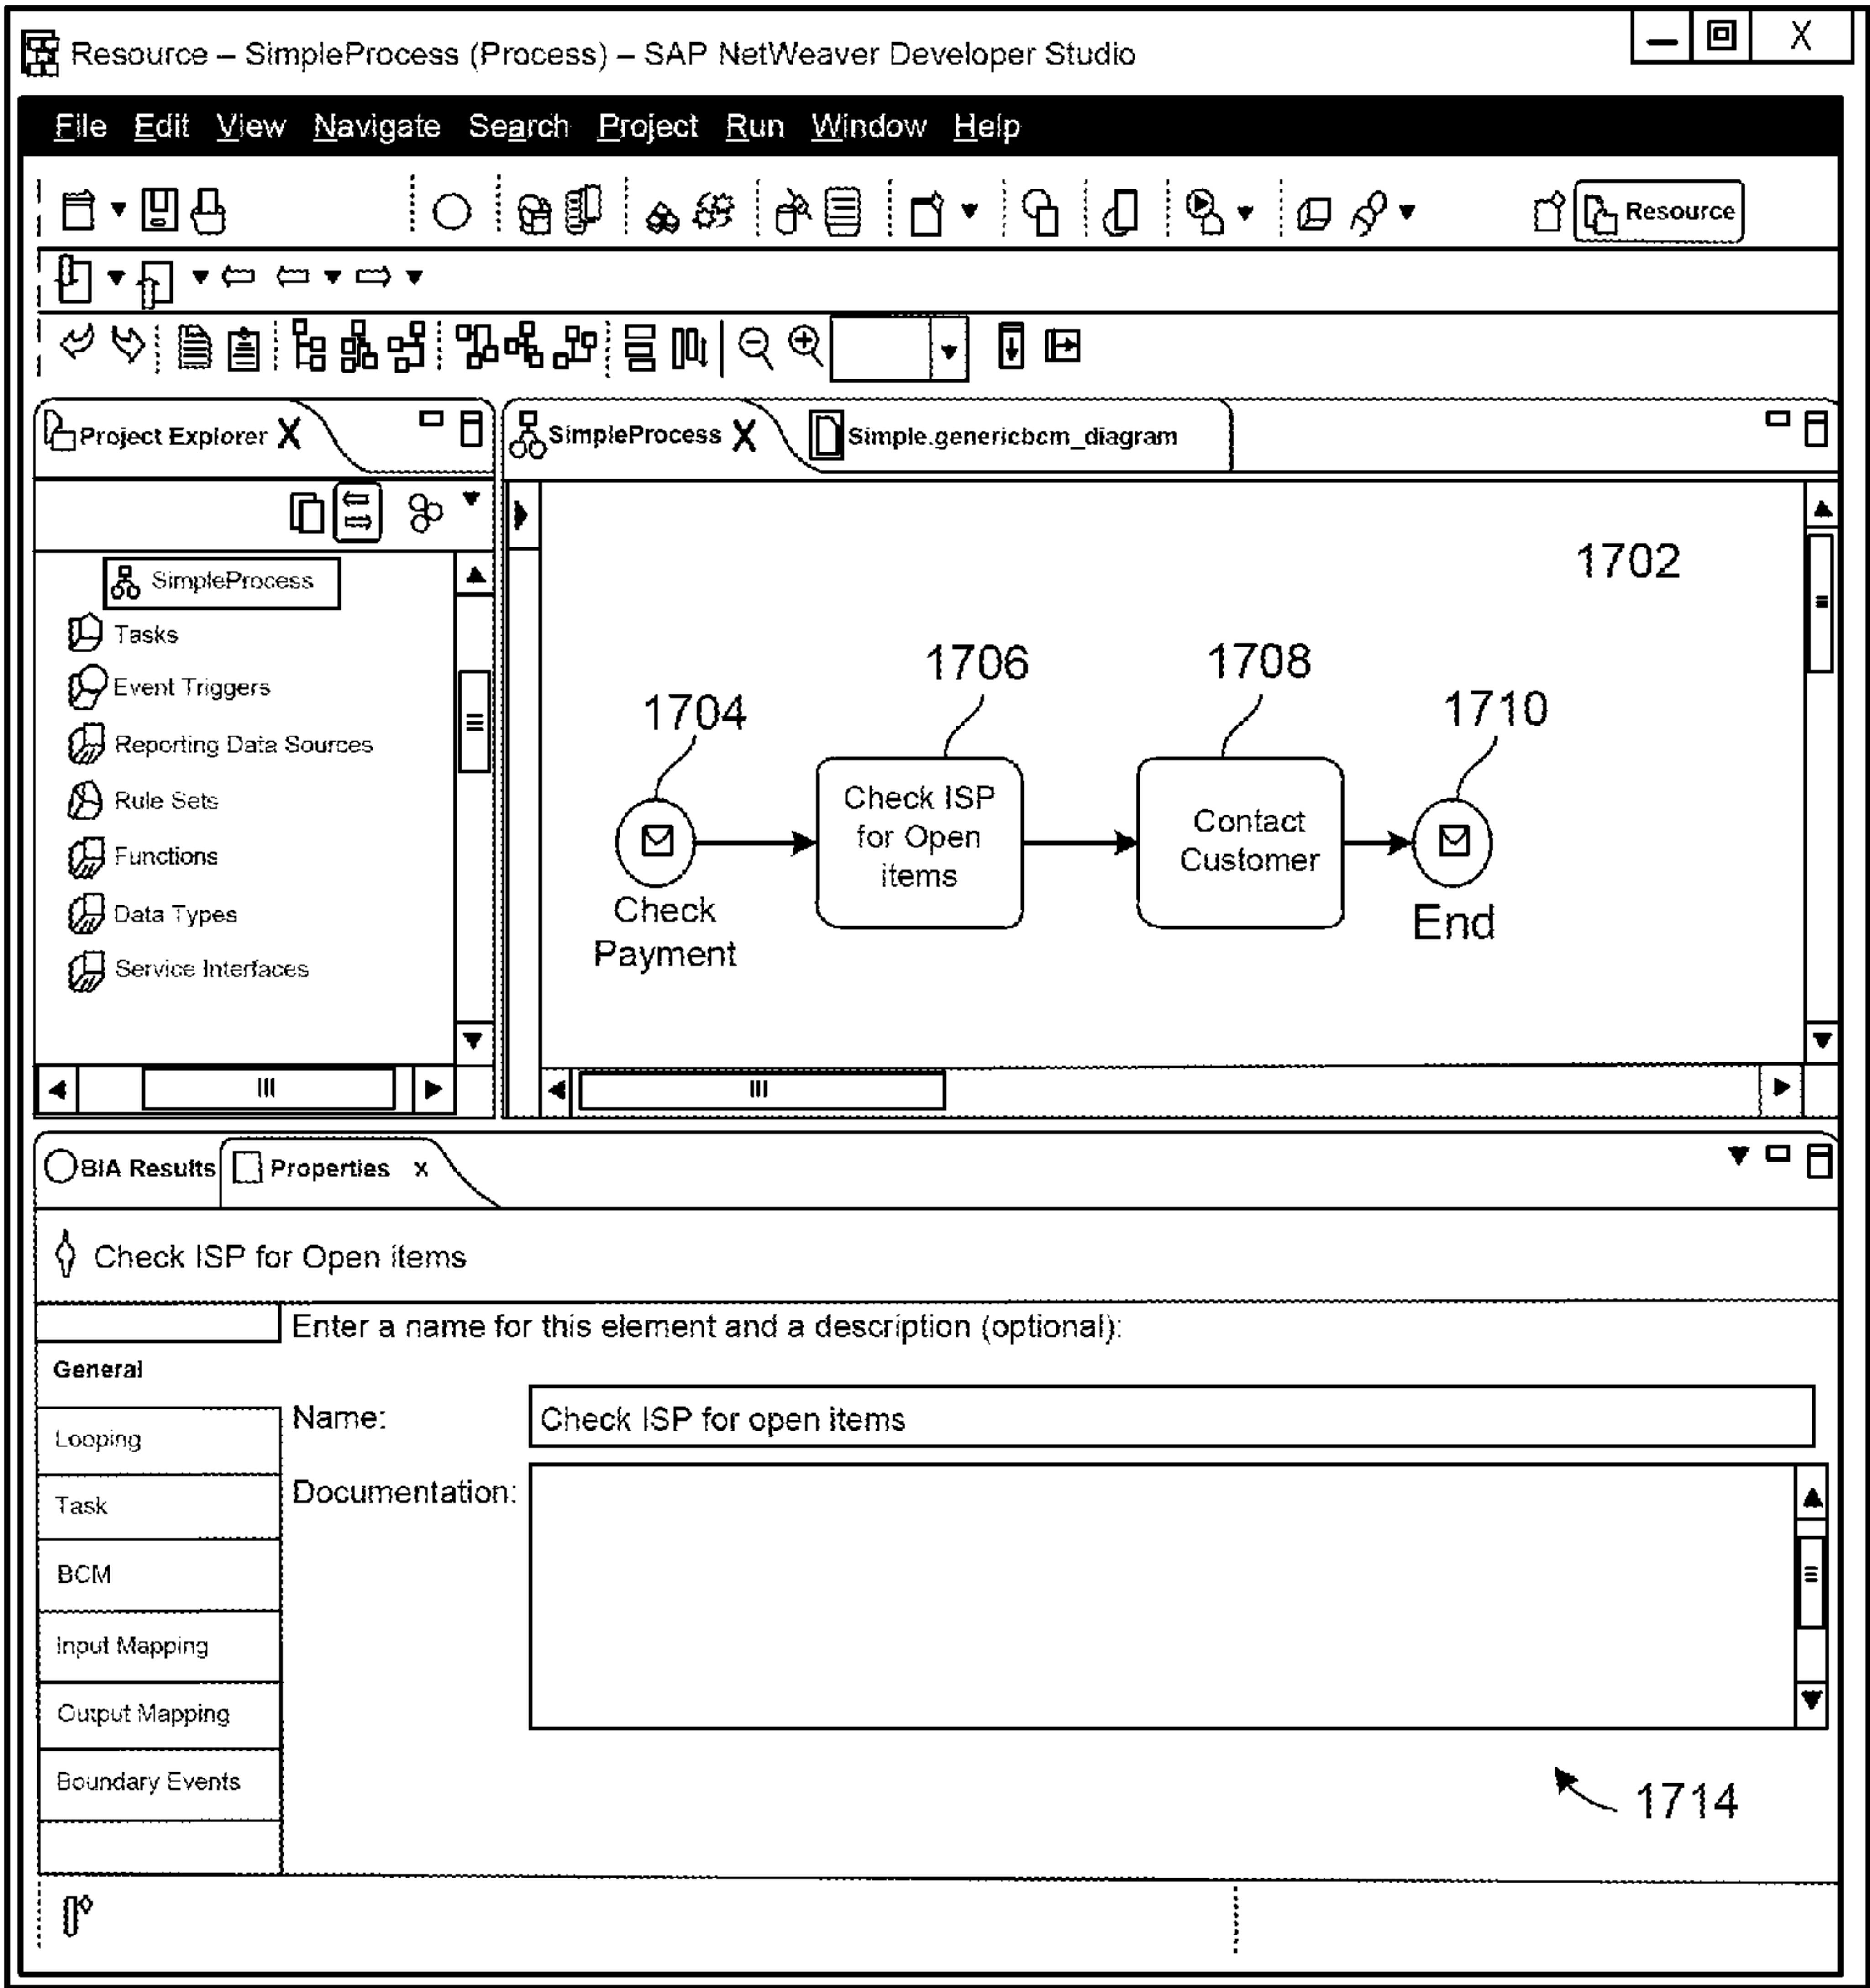 Resource – SimpleProcess (Process) – SAP NetWeaver Developer Studio
X
File Edit View Navigate Search Project Run Window Help
Resource
Project Explorer X
SimpleProcess X
Simple.genericbcm_diagram
SimpleProcess
Tasks
Event Triggers
Reporting Data Sources
Rule Sets
Functions
Data Types
Service Interfaces
1702
1704
1706
1708
1710
Check
Payment
Check ISP
for Open
items
Contact
Customer
End
BIA Results
Properties x
Check ISP for Open items
Enter a name for this element and a description (optional):
General
Looping
Task
BCM
Input Mapping
Output Mapping
Boundary Events
Name:
Check ISP for open items
Documentation:
1714